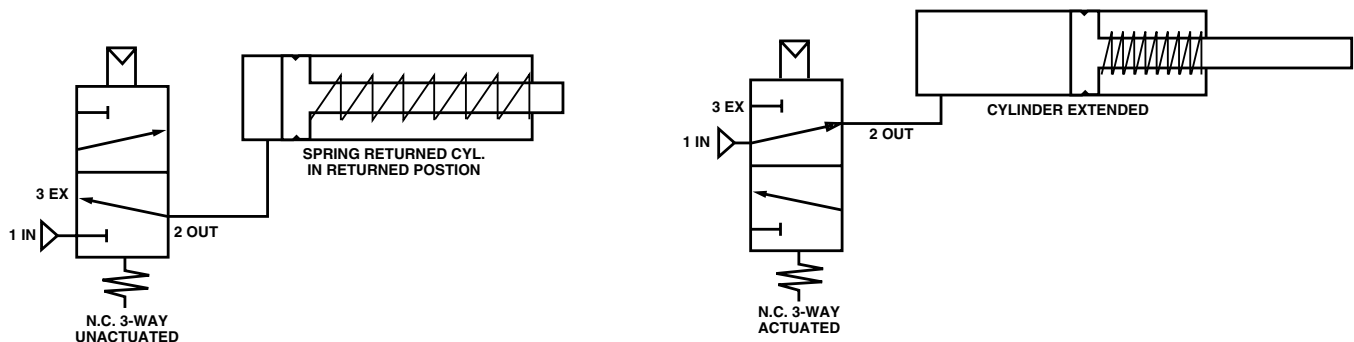 3 EX
1 IN
2 OUT
N.C. 3-WAY
UNACTUATED
SPRING RETURNED CYL.
IN RETURNED POSTION
3 EX
1 IN
2 OUT
N.C. 3-WAY
ACTUATED
CYLINDER EXTENDED